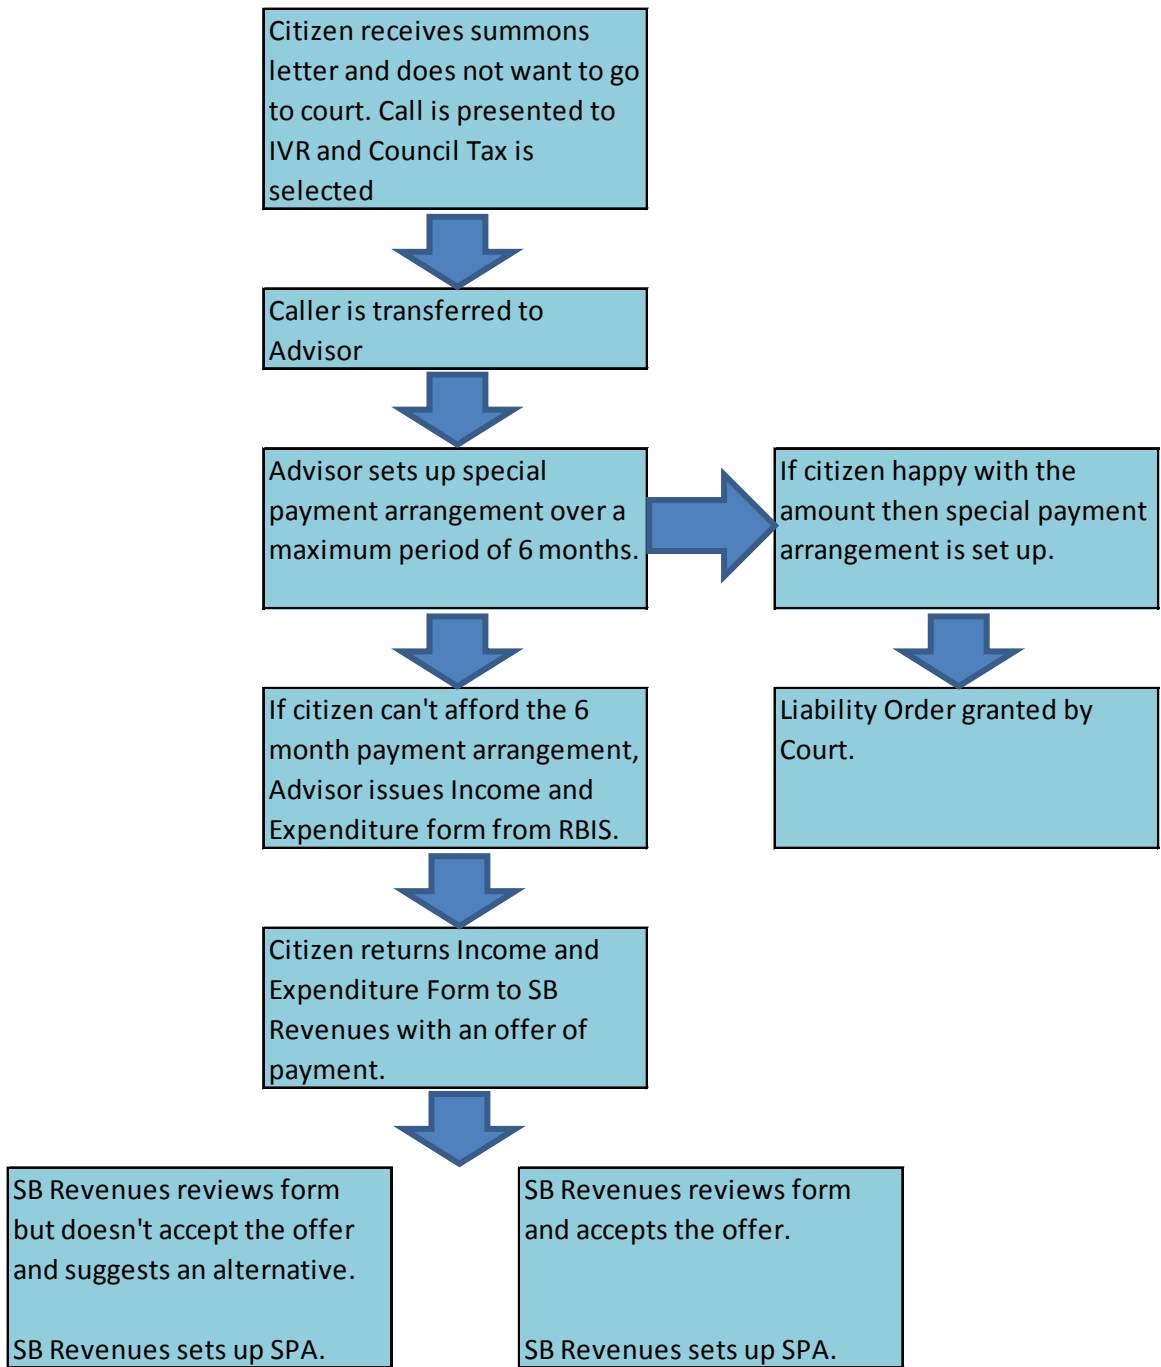 Citizen receives summons
letter and does not want to go
to court. Call is presented to
IVR and Council Tax is
selected
Caller is transferred to
Advisor
Advisor sets up special
payment arrangement over a
maximum period of 6 months.
If citizen happy with the
amount then special payment
arrangement is set up.
If citizen can't afford the 6
month payment arrangement,
Advisor issues Income and
Expenditure form from RBIS.
Liability Order granted by
Court.
Citizen returns Income and
Expenditure Form to SB
Revenues with an offer of
payment.
SB Revenues reviews form
but doesn't accept the offer
and suggests an alternative.
SB Revenues sets up SPA.
SB Revenues reviews form
and accepts the offer.
SB Revenues sets up SPA.